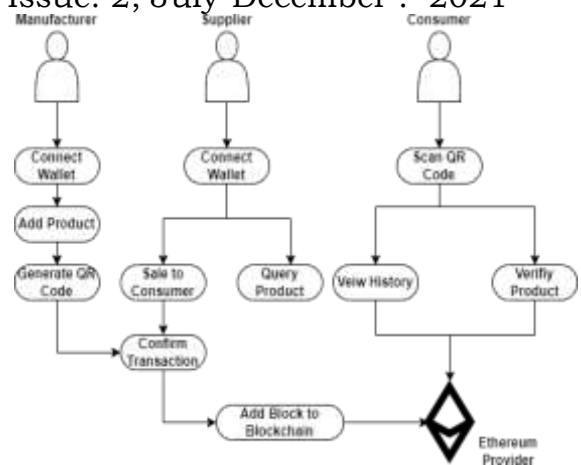 Issue: 2, July-December : 2021
Manufacturer
Supplier
Consumer
Connect
Wallet
Connect
Wallet
Scan QR
Code
Add Product
Generate QR
Code
Sale to
Consumer
Query
Product
Veiw History
Verifiy
Product
Confirm
Transaction
Add Block to
Blockchain
Ethereum
Provider